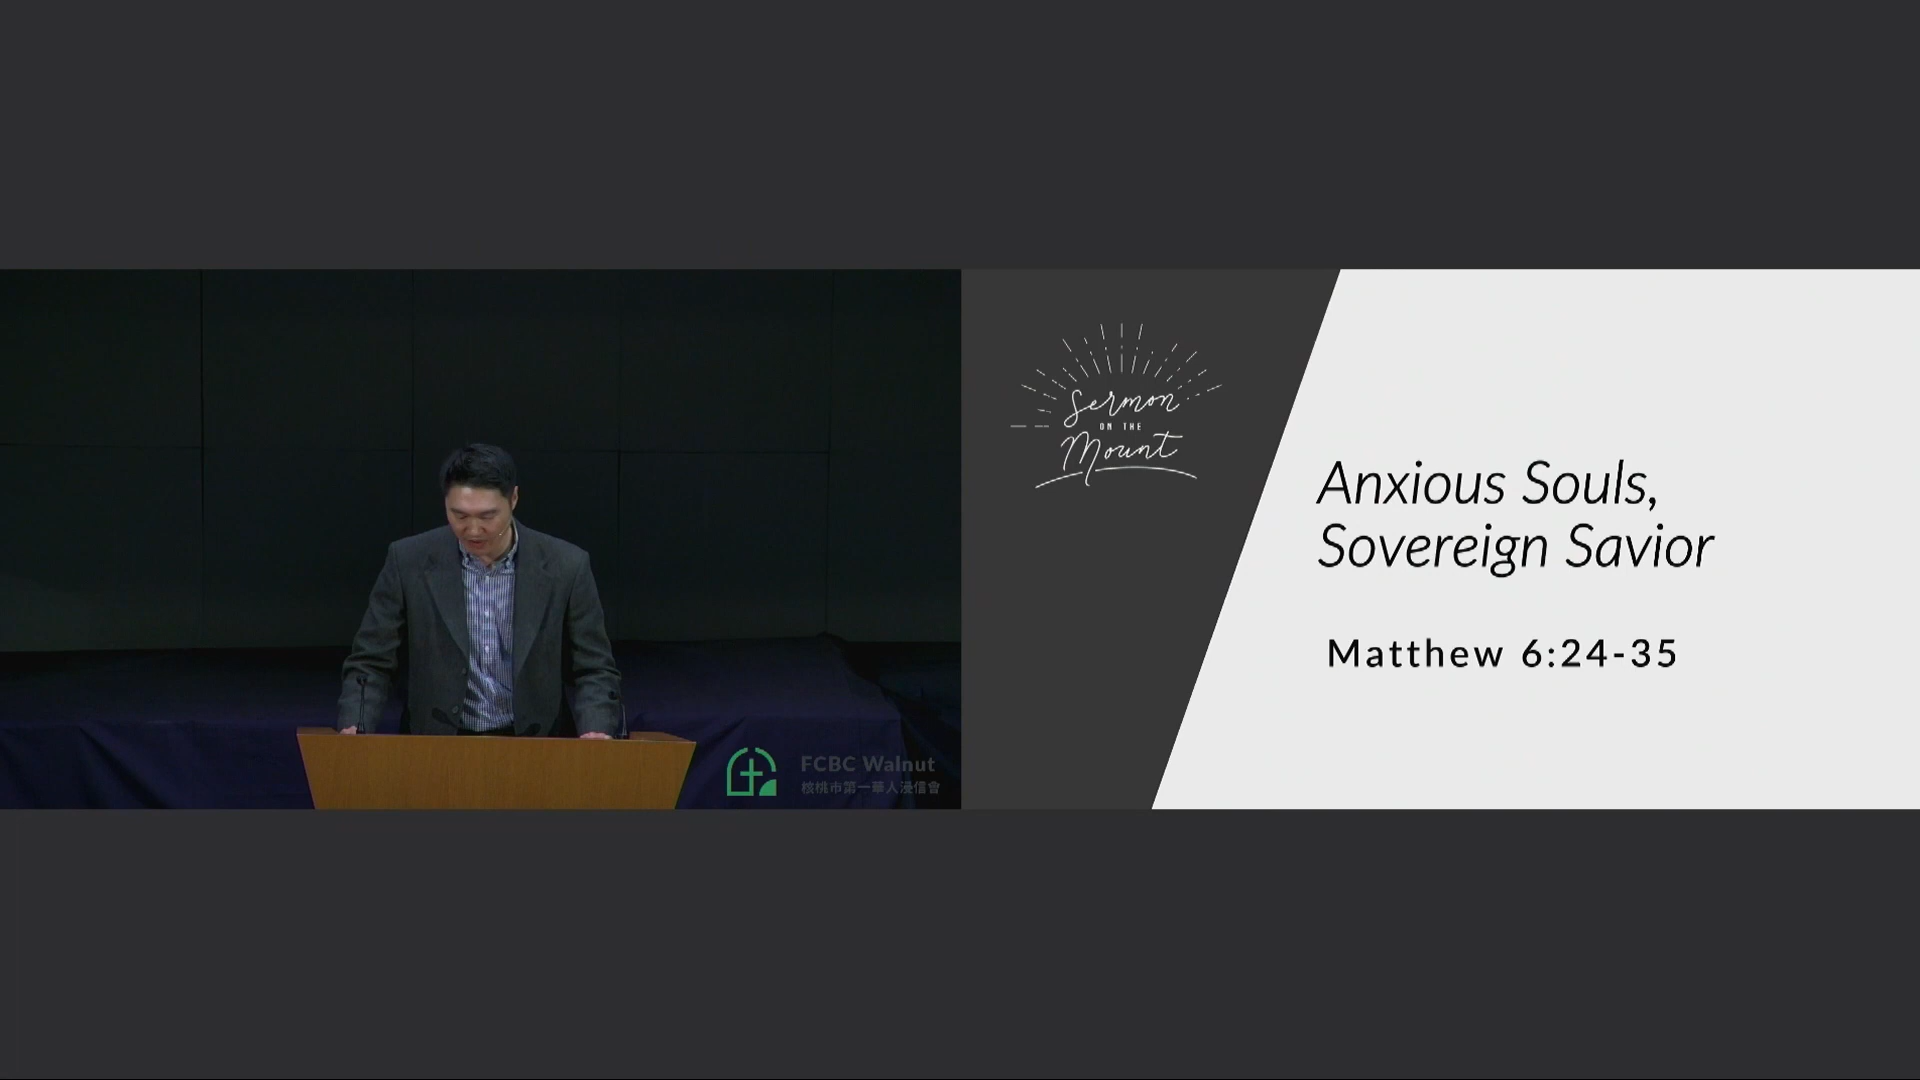 FCBC Walnut
核桃市第一華人浸信會
Sermon
ON THE
Mount
Anxious Souls,
Sovereign Savior
Matthew 6:24-35